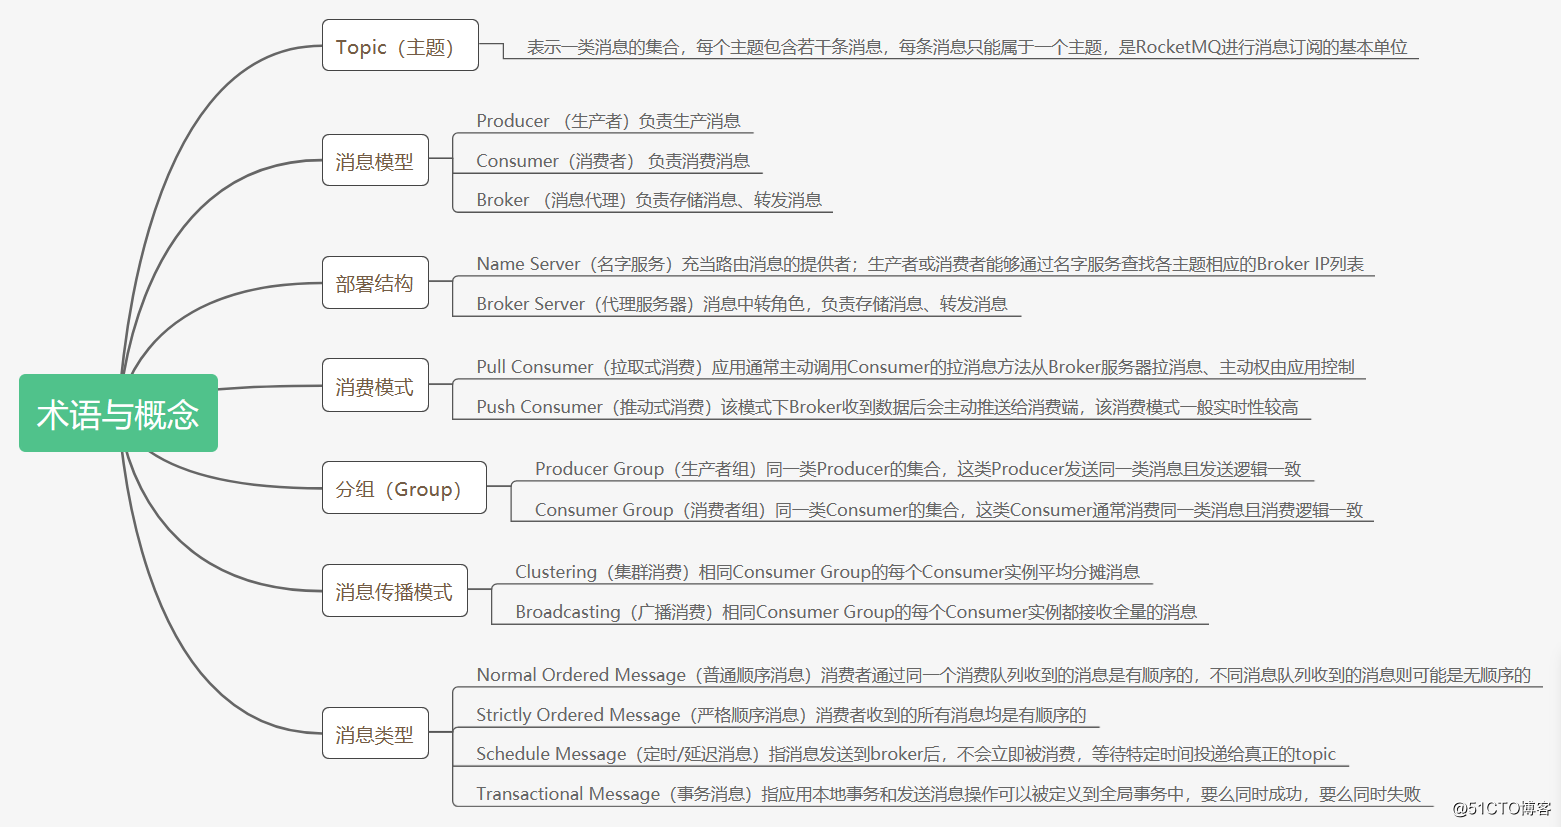 Topic（主题）
表示一类消息的集合，每个主题包含若干条消息，每条消息只能属于一个主题，是RocketMQ进行消息订阅的基本单位
消息模型
Producer （生产者）负责生产消息
Consumer（消费者） 负责消费消息
Broker （消息代理）负责存储消息、转发消息
部署结构
Name Server（名字服务）充当路由消息的提供者；生产者或消费者能够通过名字服务查找各主题相应的Broker IP列表
Broker Server（代理服务器）消息中转角色，负责存储消息、转发消息
术语与概念
消费模式
Pull Consumer（拉取式消费）应用通常主动调用Consumer的拉消息方法从Broker服务器拉消息、主动权由应用控制
Push Consumer（推动式消费）该模式下Broker收到数据后会主动推送给消费端，该消费模式一般实时性较高
分组（Group）
Producer Group（生产者组）同一类Producer的集合，这类Producer发送同一类消息且发送逻辑一致
Consumer Group（消费者组）同一类Consumer的集合，这类Consumer通常消费同一类消息且消费逻辑一致
消息传播模式
Clustering（集群消费）相同Consumer Group的每个Consumer实例平均分摊消息
Broadcasting（广播消费）相同Consumer Group的每个Consumer实例都接收全量的消息
消息类型
Normal Ordered Message（普通顺序消息）消费者通过同一个消费队列收到的消息是有顺序的，不同消息队列收到的消息则可能是无顺序的
Strictly Ordered Message（严格顺序消息）消费者收到的所有消息均是有顺序的
Schedule Message（定时/延迟消息）指消息发送到broker后，不会立即被消费，等待特定时间投递给真正的topic
Transactional Message（事务消息）指应用本地事务和发送消息操作可以被定义到全局事务中，要么同时成功，要么同时失败
@51CTO博客